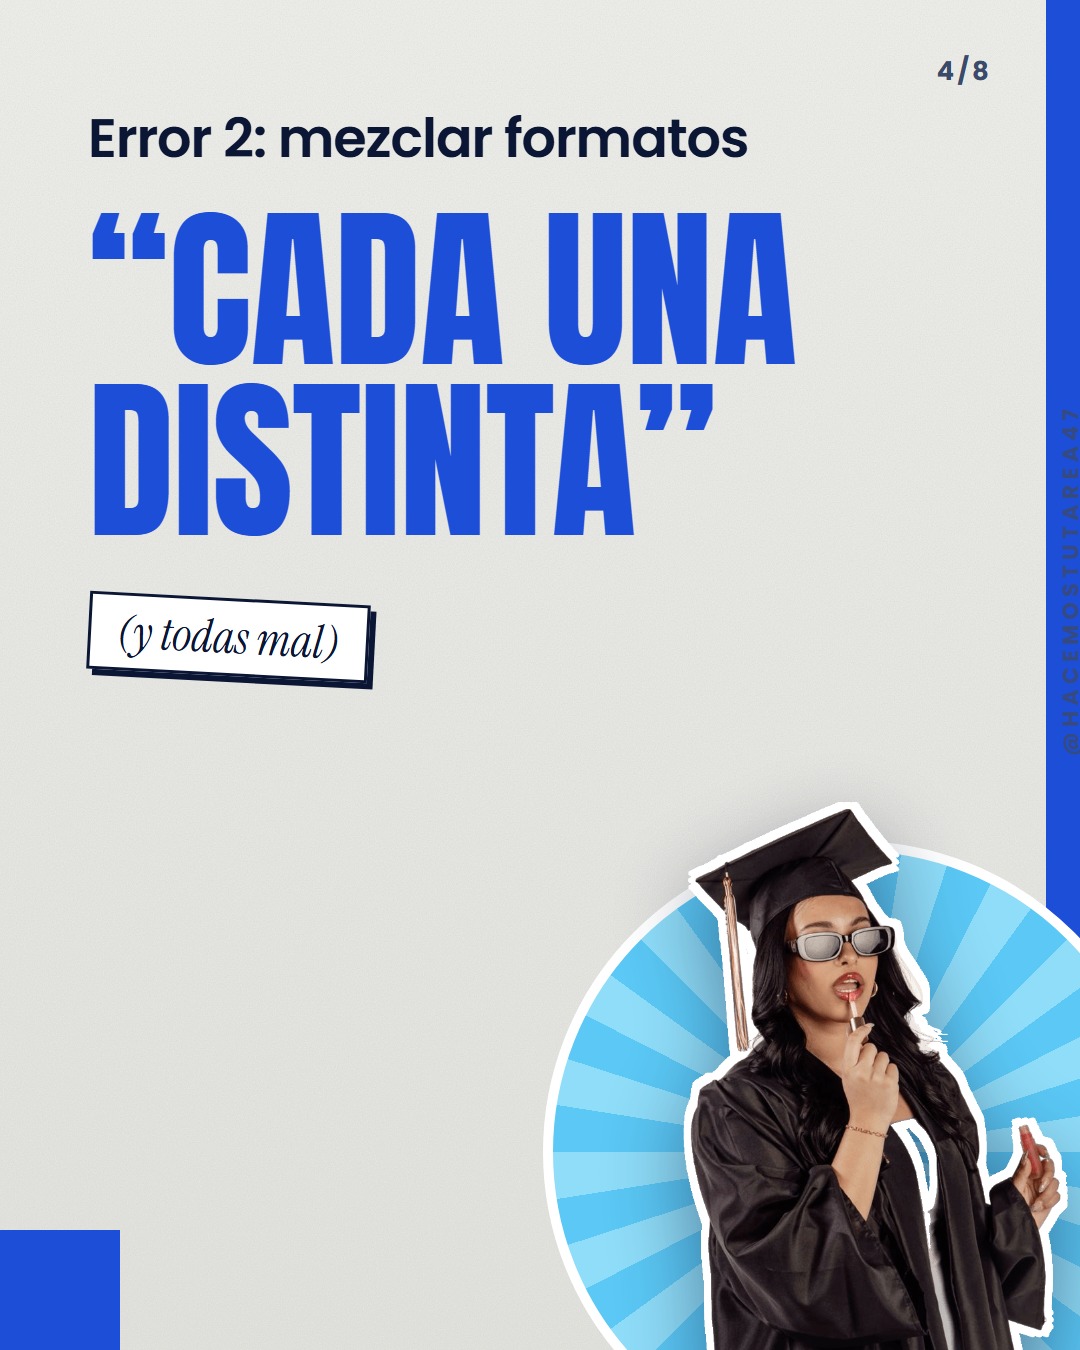 4/8
Error 2: mezclar formatos
“CADA UNA
DISTINTA”
(y todas mal)
@HACEMOSTUTAREA47